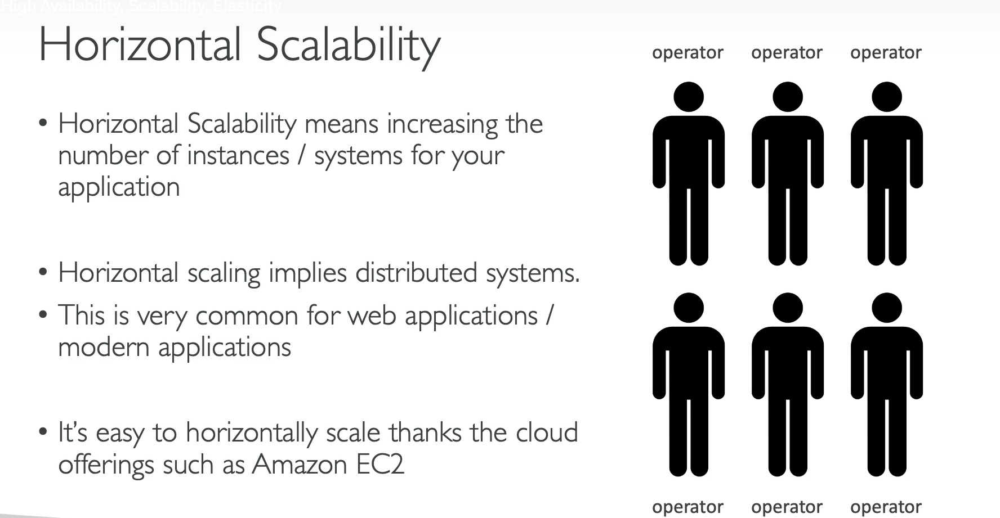 High Availability, Scalability, Elasticity
Horizontal Scalability
• Horizontal Scalability means increasing the
number of instances / systems for your
application
• Horizontal scaling implies distributed systems.
• This is very common for web applications /
modern applications
• It’s easy to horizontally scale thanks the cloud
offerings such as Amazon EC2
operator operator operator
operator operator operator